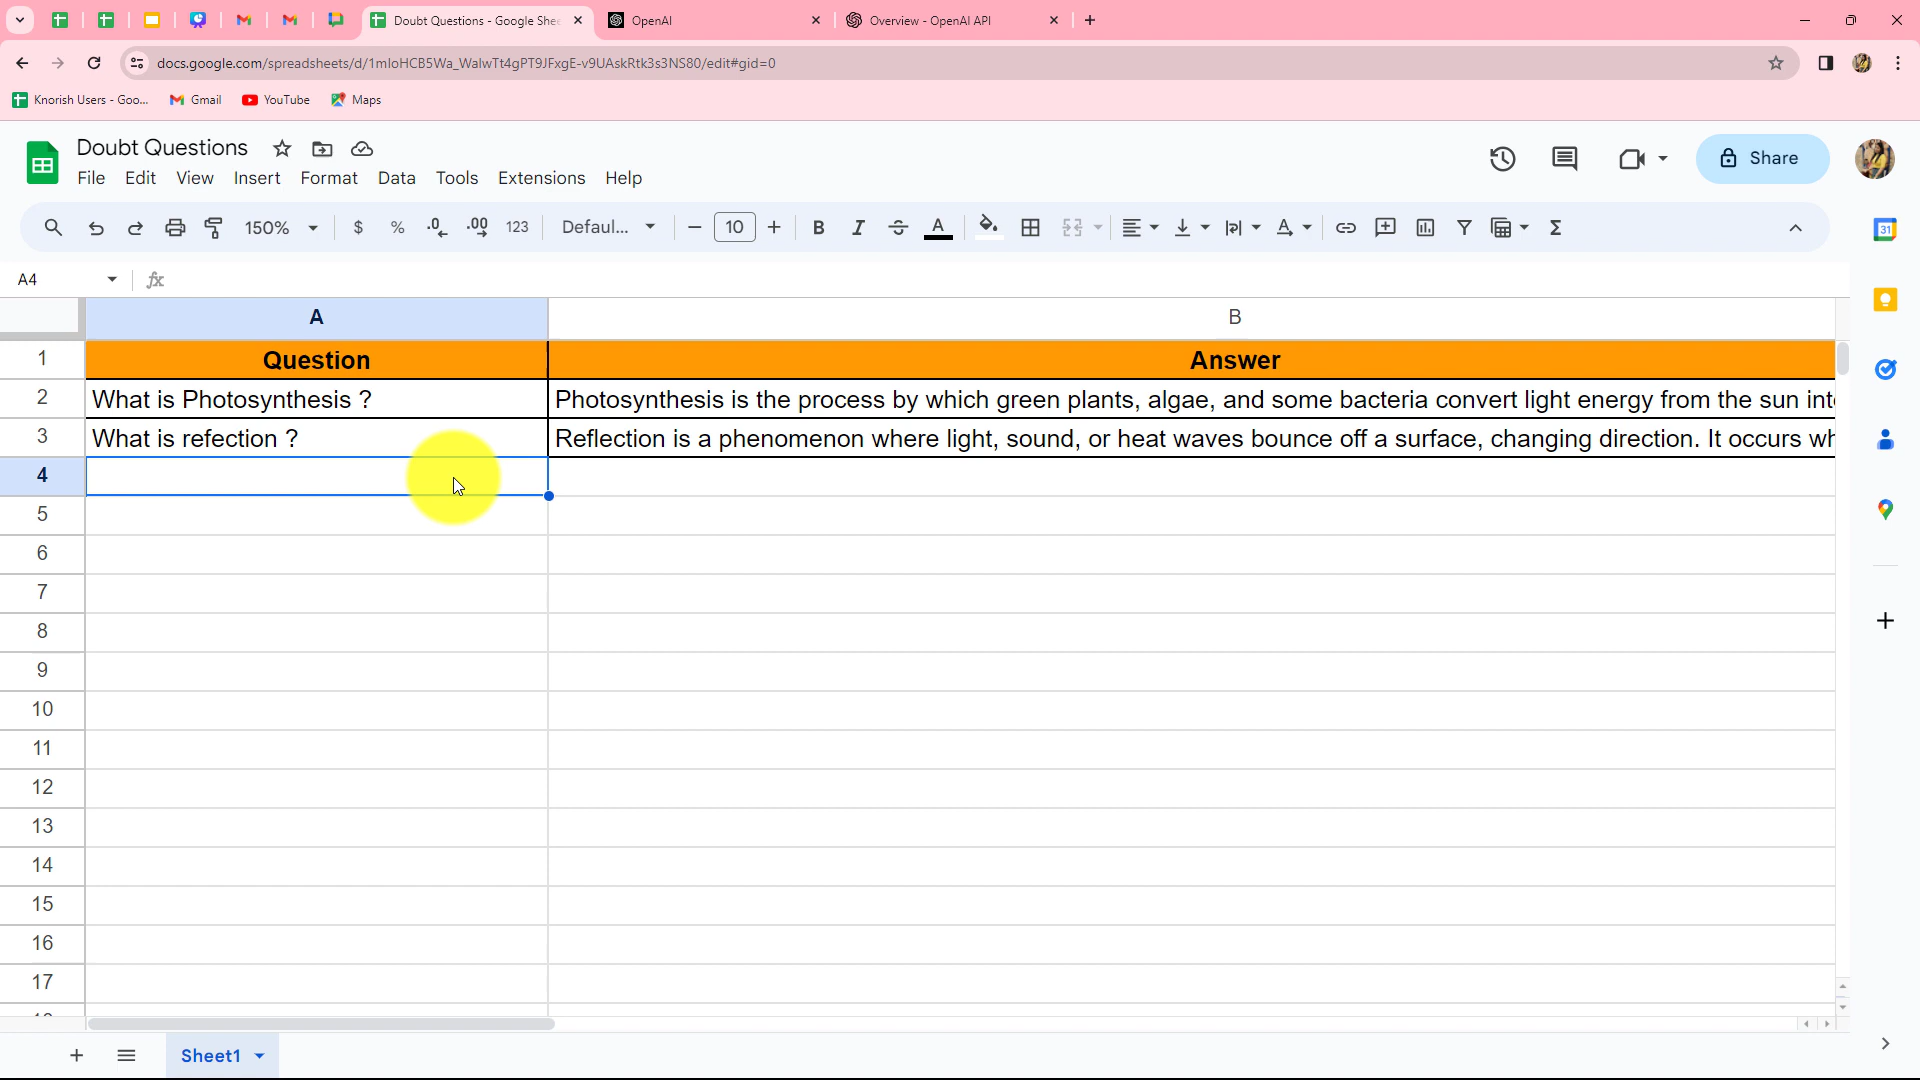 Doubt Questions - Google Shee
OpenAI
Overview - OpenAI API
docs.google.com/spreadsheets/d/1mIoHCB5Wa_WalwTt4gPT9JFxgE-v9UAskRtk3s3NS80/edit#gid=0
Knorish Users - Goo...
Gmail
YouTube
Maps
Doubt Questions
Share
File
Edit
View
Insert
Format
Data
Tools
Extensions
Help
150%
$
%
.0
.00
123
Defaul...
10
B
I
A
31
A4
fx
A
B
1
Question
Answer
2
What is Photosynthesis ?
Photosynthesis is the process by which green plants, algae, and some bacteria convert light energy from the sun int
3
What is refection ?
Reflection is a phenomenon where light, sound, or heat waves bounce off a surface, changing direction. It occurs wh
4
5
6
7
8
9
10
11
12
13
14
15
16
17
Sheet1